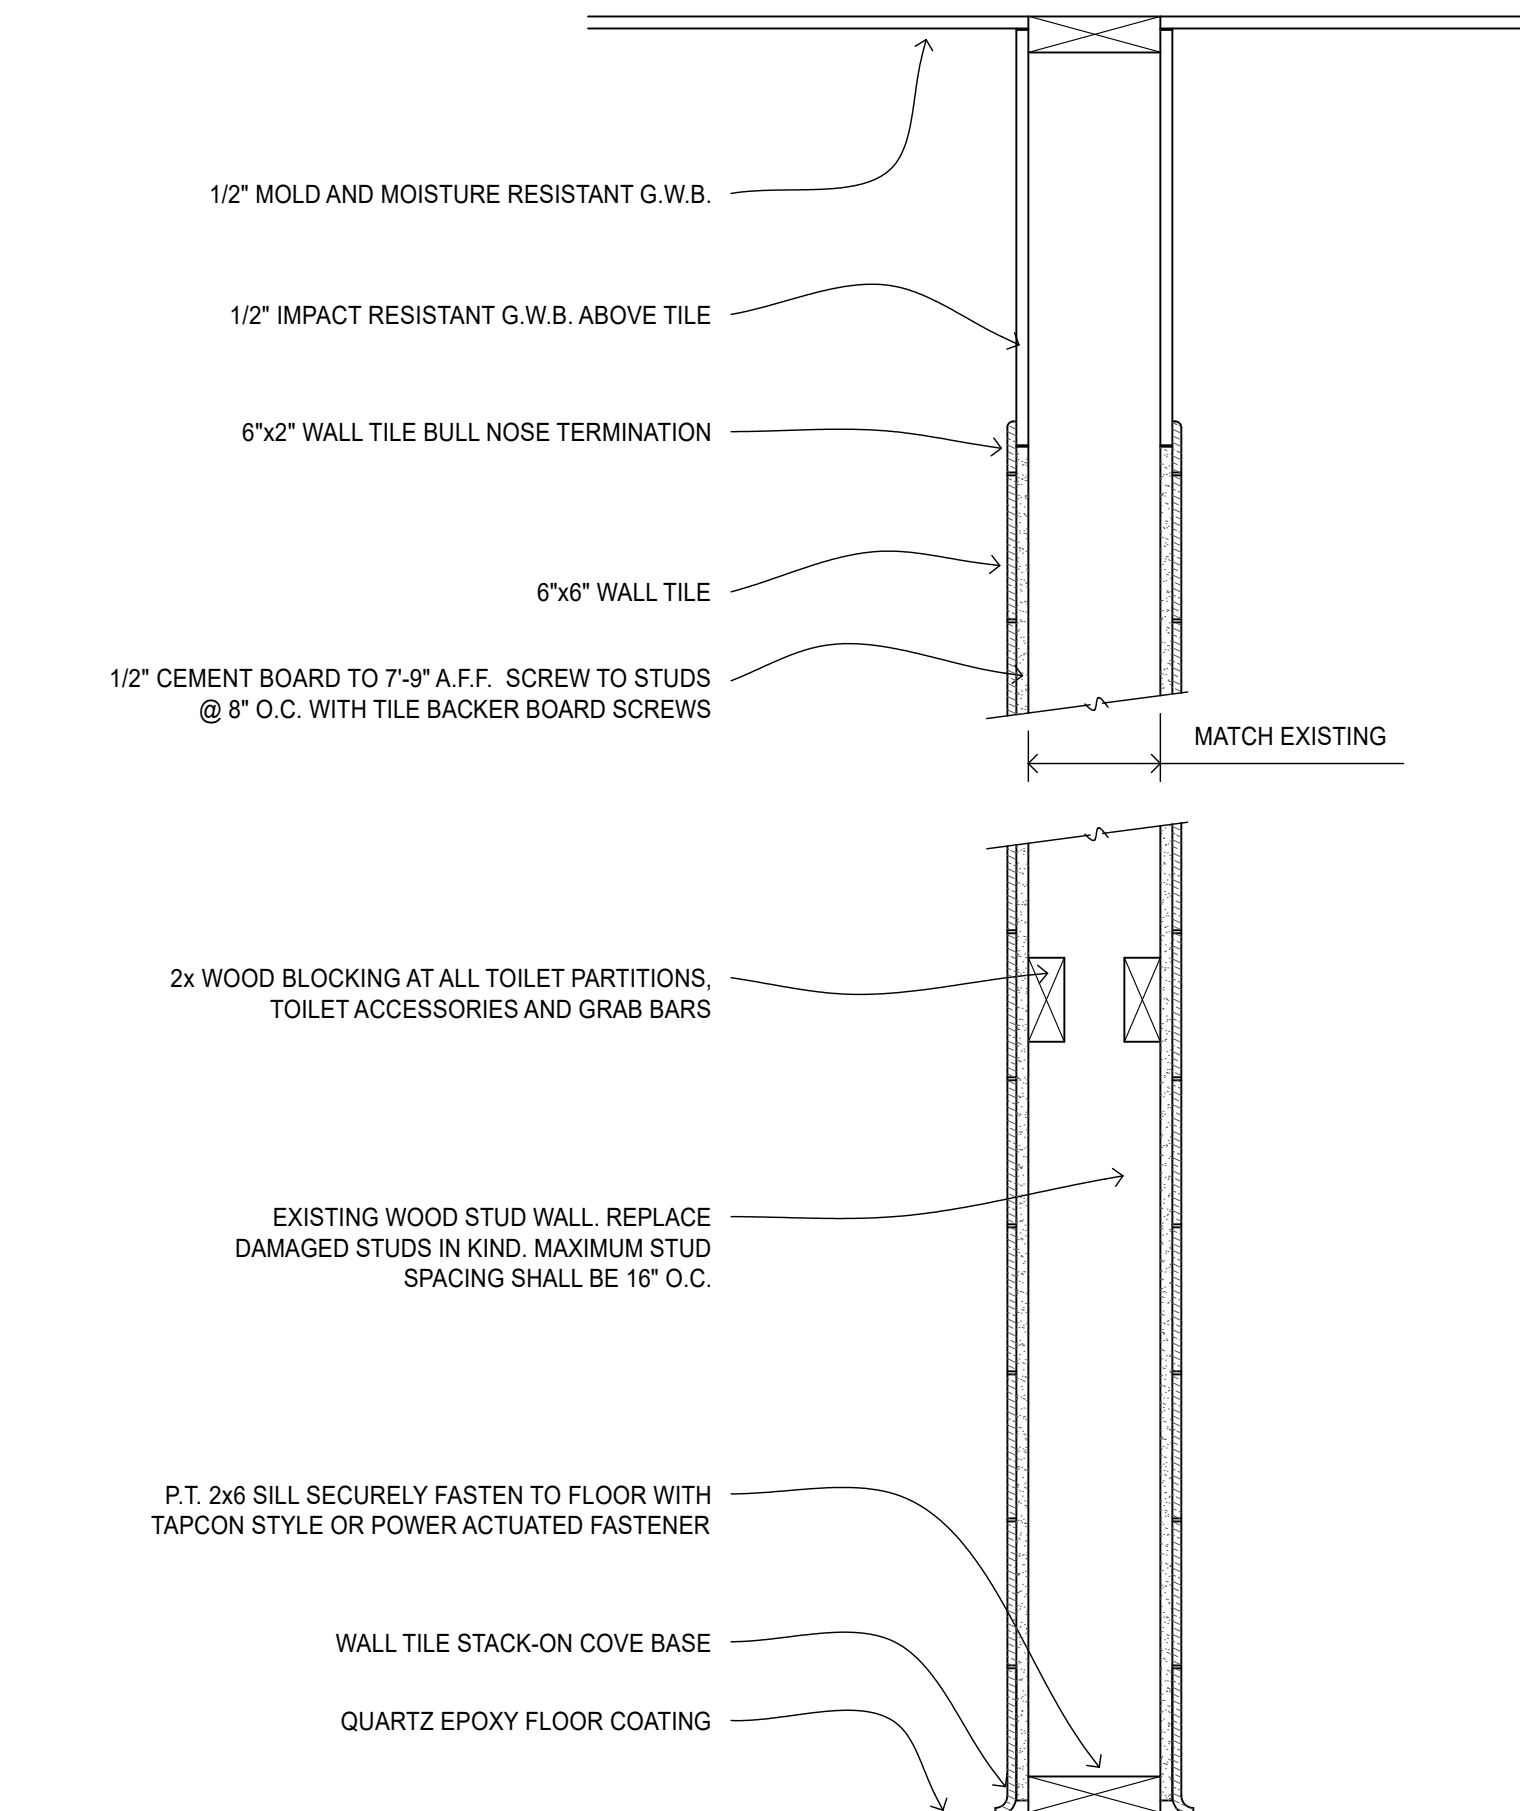 1/2" MOLD AND MOISTURE RESISTANT G.W.B.
1/2" IMPACT RESISTANT G.W.B. ABOVE TILE
6"x2" WALL TILE BULL NOSE TERMINATION
6"x6" WALL TILE
1/2" CEMENT BOARD TO 7'-9" A.F.F.  SCREW TO STUDS
@ 8" O.C. WITH TILE BACKER BOARD SCREWS
MATCH EXISTING
2x WOOD BLOCKING AT ALL TOILET PARTITIONS,
TOILET ACCESSORIES AND GRAB BARS
EXISTING WOOD STUD WALL. REPLACE
DAMAGED STUDS IN KIND. MAXIMUM STUD
SPACING SHALL BE 16" O.C.
P.T. 2x6 SILL SECURELY FASTEN TO FLOOR WITH
TAPCON STYLE OR POWER ACTUATED FASTENER
WALL TILE STACK-ON COVE BASE
QUARTZ EPOXY FLOOR COATING